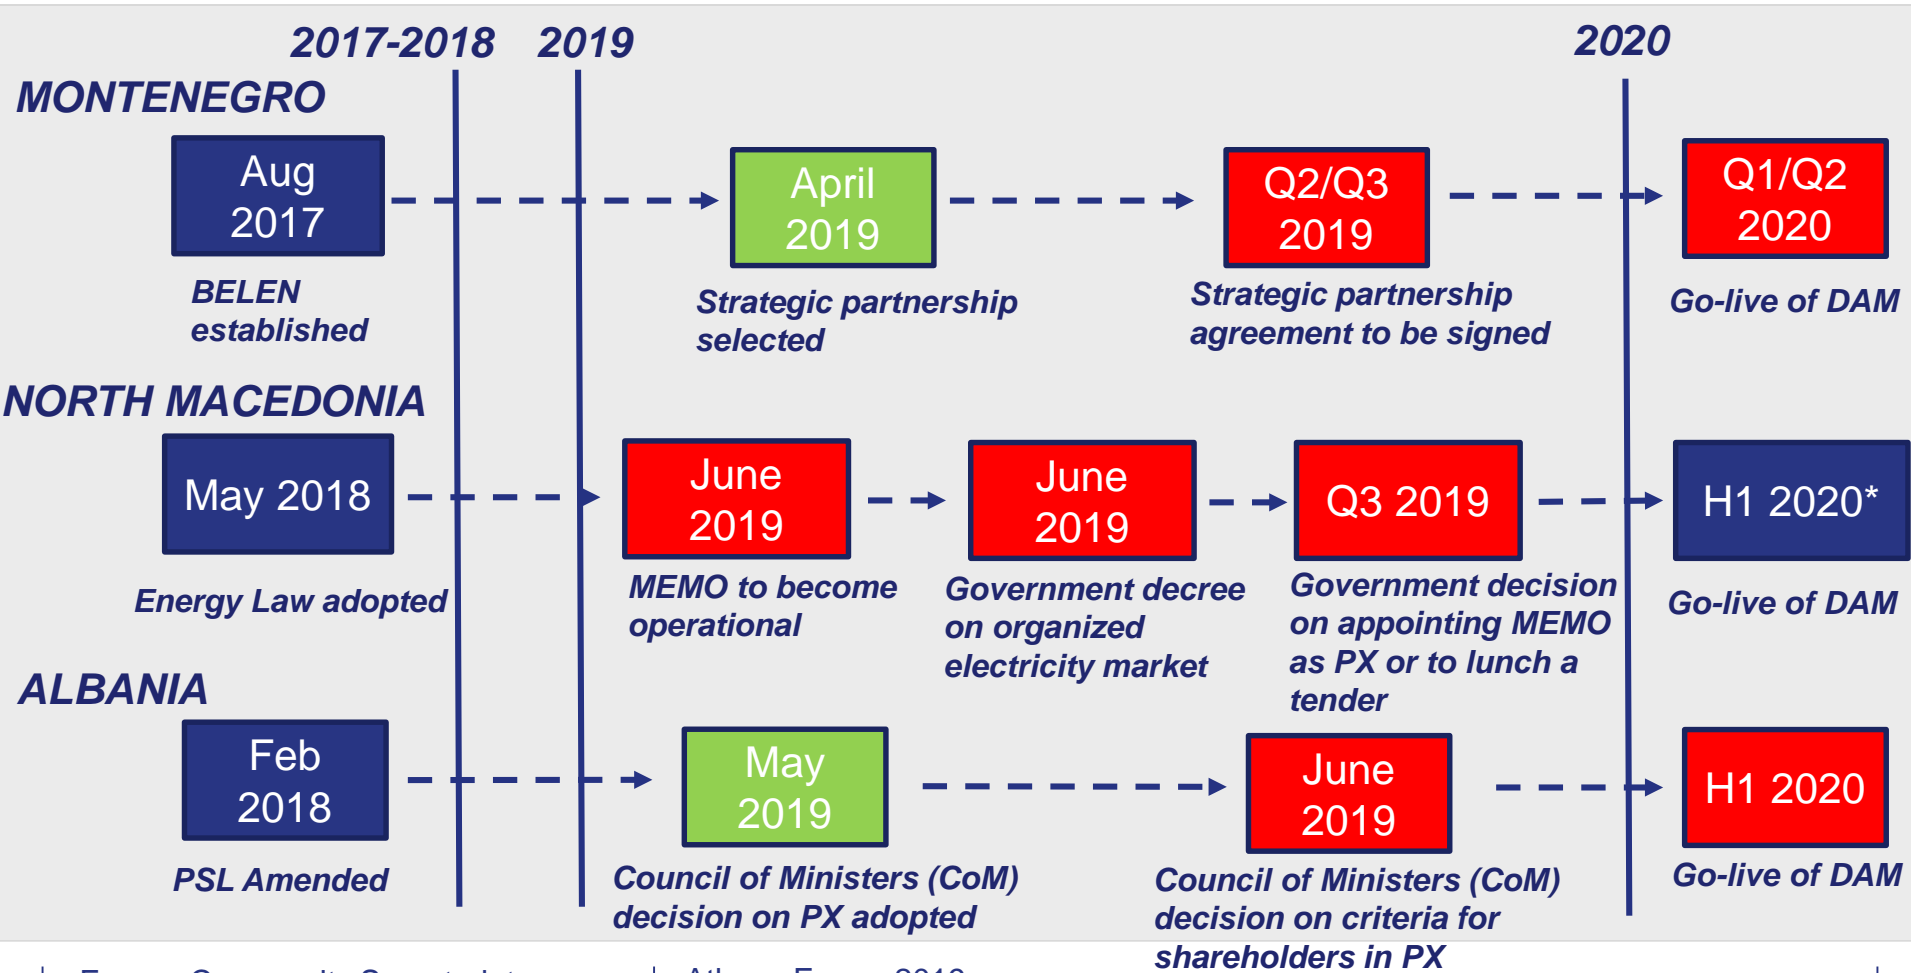 2017-2018 2019 2020
MONTENEGRO
Aug
2017
April
2019
Q2/Q3
2019
Q1/Q2
2020
BELEN
established
Strategic partnership
selected
Strategic partnership
agreement to be signed
Go-live of DAM
NORTH MACEDONIA
May 2018
June
2019
June
2019
Q3 2019
H1 2020*
Energy Law adopted
MEMO to become
operational
Government decree
on organized
electricity market
Government decision
on appointing MEMO
as PX or to lunch a
tender
Go-live of DAM
ALBANIA
Feb
2018
May
2019
June
2019
H1 2020
PSL Amended
Council of Ministers (CoM)
decision on PX adopted
Council of Ministers (CoM)
decision on criteria for
shareholders in PX
Go-live of DAM